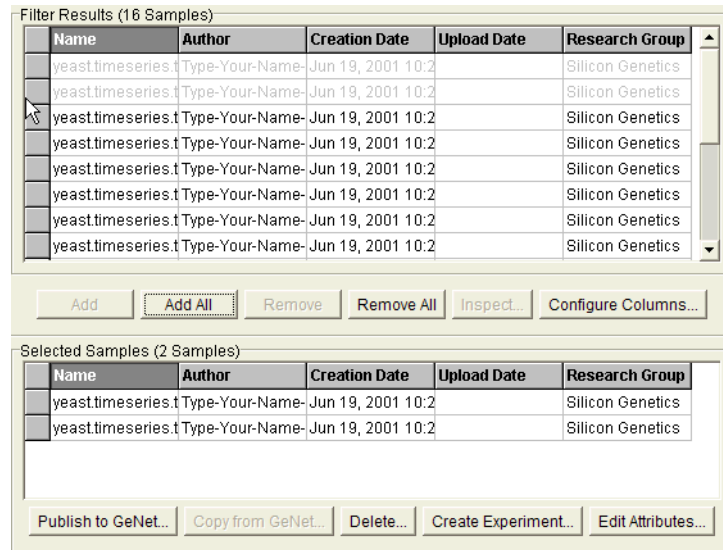 Filter Results (16 Samples)
Name Author Creation Date Upload Date Research Group
yeast.timeseries.t Type-Your-Name- Jun 19, 2001 10:2 Silicon Genetics
yeast.timeseries.t Type-Your-Name- Jun 19, 2001 10:2 Silicon Genetics
yeast.timeseries.t Type-Your-Name- Jun 19, 2001 10:2 Silicon Genetics
yeast.timeseries.t Type-Your-Name- Jun 19, 2001 10:2 Silicon Genetics
yeast.timeseries.t Type-Your-Name- Jun 19, 2001 10:2 Silicon Genetics
yeast.timeseries.t Type-Your-Name- Jun 19, 2001 10:2 Silicon Genetics
yeast.timeseries.t Type-Your-Name- Jun 19, 2001 10:2 Silicon Genetics
yeast.timeseries.t Type-Your-Name- Jun 19, 2001 10:2 Silicon Genetics
Add Add All Remove Remove All Inspect... Configure Columns...
Selected Samples (2 Samples)
Name Author Creation Date Upload Date Research Group
yeast.timeseries.t Type-Your-Name- Jun 19, 2001 10:2 Silicon Genetics
yeast.timeseries.t Type-Your-Name- Jun 19, 2001 10:2 Silicon Genetics
Publish to GeNet... Copy from GeNet... Delete... Create Experiment... Edit Attributes...